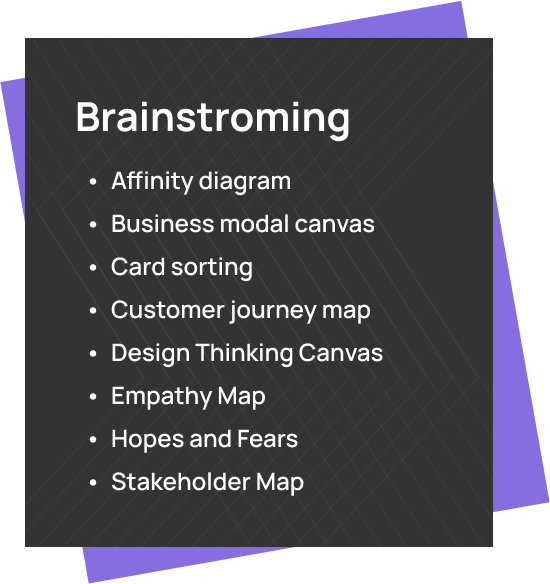 Brainstroming
• Affinity diagram
• Business modal canvas
• Card sorting
• Customer journey map
• Design Thinking Canvas
• Empathy Map
• Hopes and Fears
• Stakeholder Map